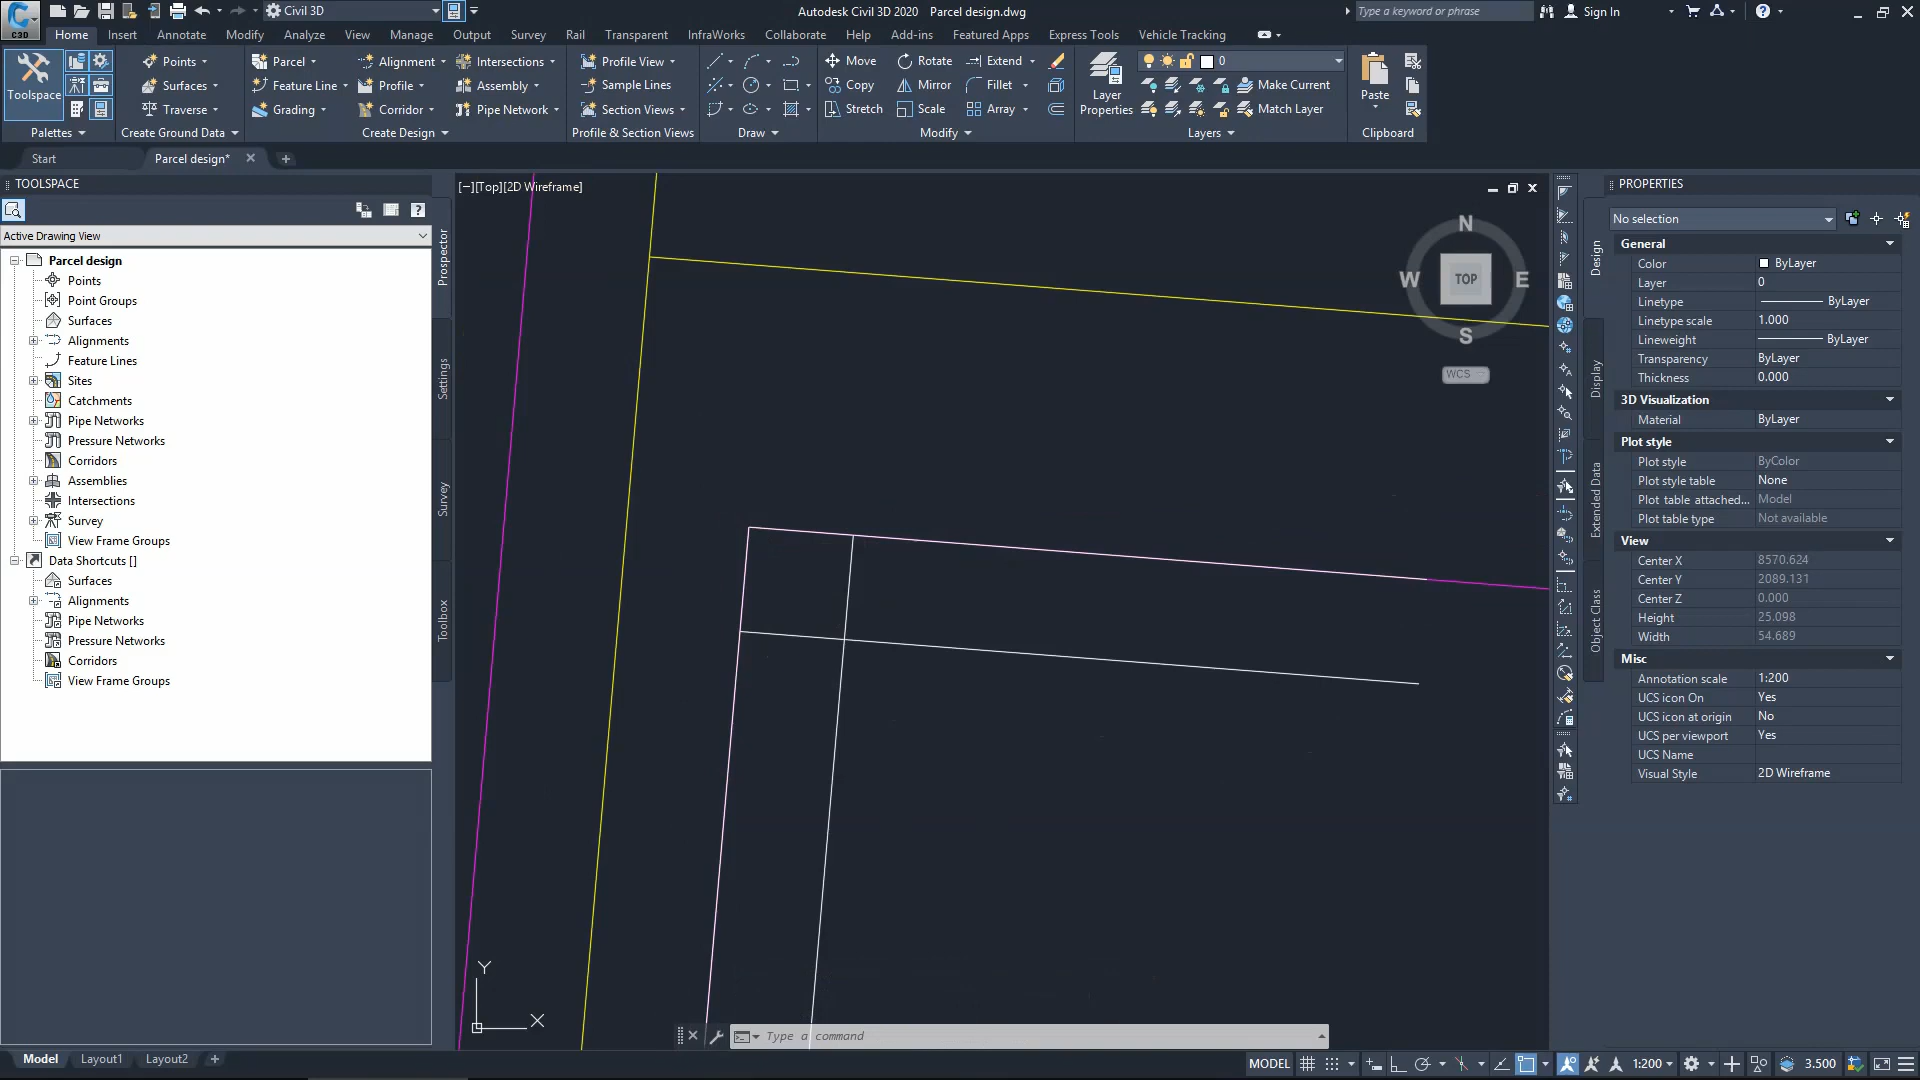 C3D
Civil 3D
Autodesk Civil 3D 2020 Parcel design.dwg
Type a keyword or phrase
Sign In
Home Insert Annotate Modify Analyze View Manage Output Survey Rail Transparent InfraWorks Collaborate Help Add-ins Featured Apps Express Tools Vehicle Tracking
Toolspace
Palettes
Points
Surfaces
Traverse
Create Ground Data
Parcel
Feature Line
Grading
Alignment
Profile
Corridor
Intersections
Assembly
Pipe Network
Create Design
Profile View
Sample Lines
Section Views
Profile & Section Views
Draw
Move
Copy
Stretch
Rotate
Mirror
Scale
Extend
Fillet
Array
Modify
Layer
Properties
0
Make Current
Match Layer
Layers
Paste
Clipboard
Start
Parcel design*
TOOLSPACE
Active Drawing View
Parcel design
Points
Point Groups
Surfaces
Alignments
Feature Lines
Sites
Catchments
Pipe Networks
Pressure Networks
Corridors
Assemblies
Intersections
Survey
View Frame Groups
Data Shortcuts []
Surfaces
Alignments
Pipe Networks
Pressure Networks
Corridors
View Frame Groups
Prospector
Settings
Survey
Toolbox
[−][Top][2D Wireframe]
N
W
TOP
E
S
WCS
Y
X
Type a command
PROPERTIES
No selection
Design
Display
Extended Data
Object Class
General
Color ByLayer
Layer 0
Linetype ByLayer
Linetype scale 1.000
Lineweight ByLayer
Transparency ByLayer
Thickness 0.000
3D Visualization
Material ByLayer
Plot style
Plot style ByColor
Plot style table None
Plot table attached... Model
Plot table type Not available
View
Center X 8570.624
Center Y 2089.131
Center Z 0.000
Height 25.098
Width 54.689
Misc
Annotation scale 1:200
UCS icon On Yes
UCS icon at origin No
UCS per viewport Yes
UCS Name
Visual Style 2D Wireframe
Model Layout1 Layout2 +
MODEL
1:200
3.500